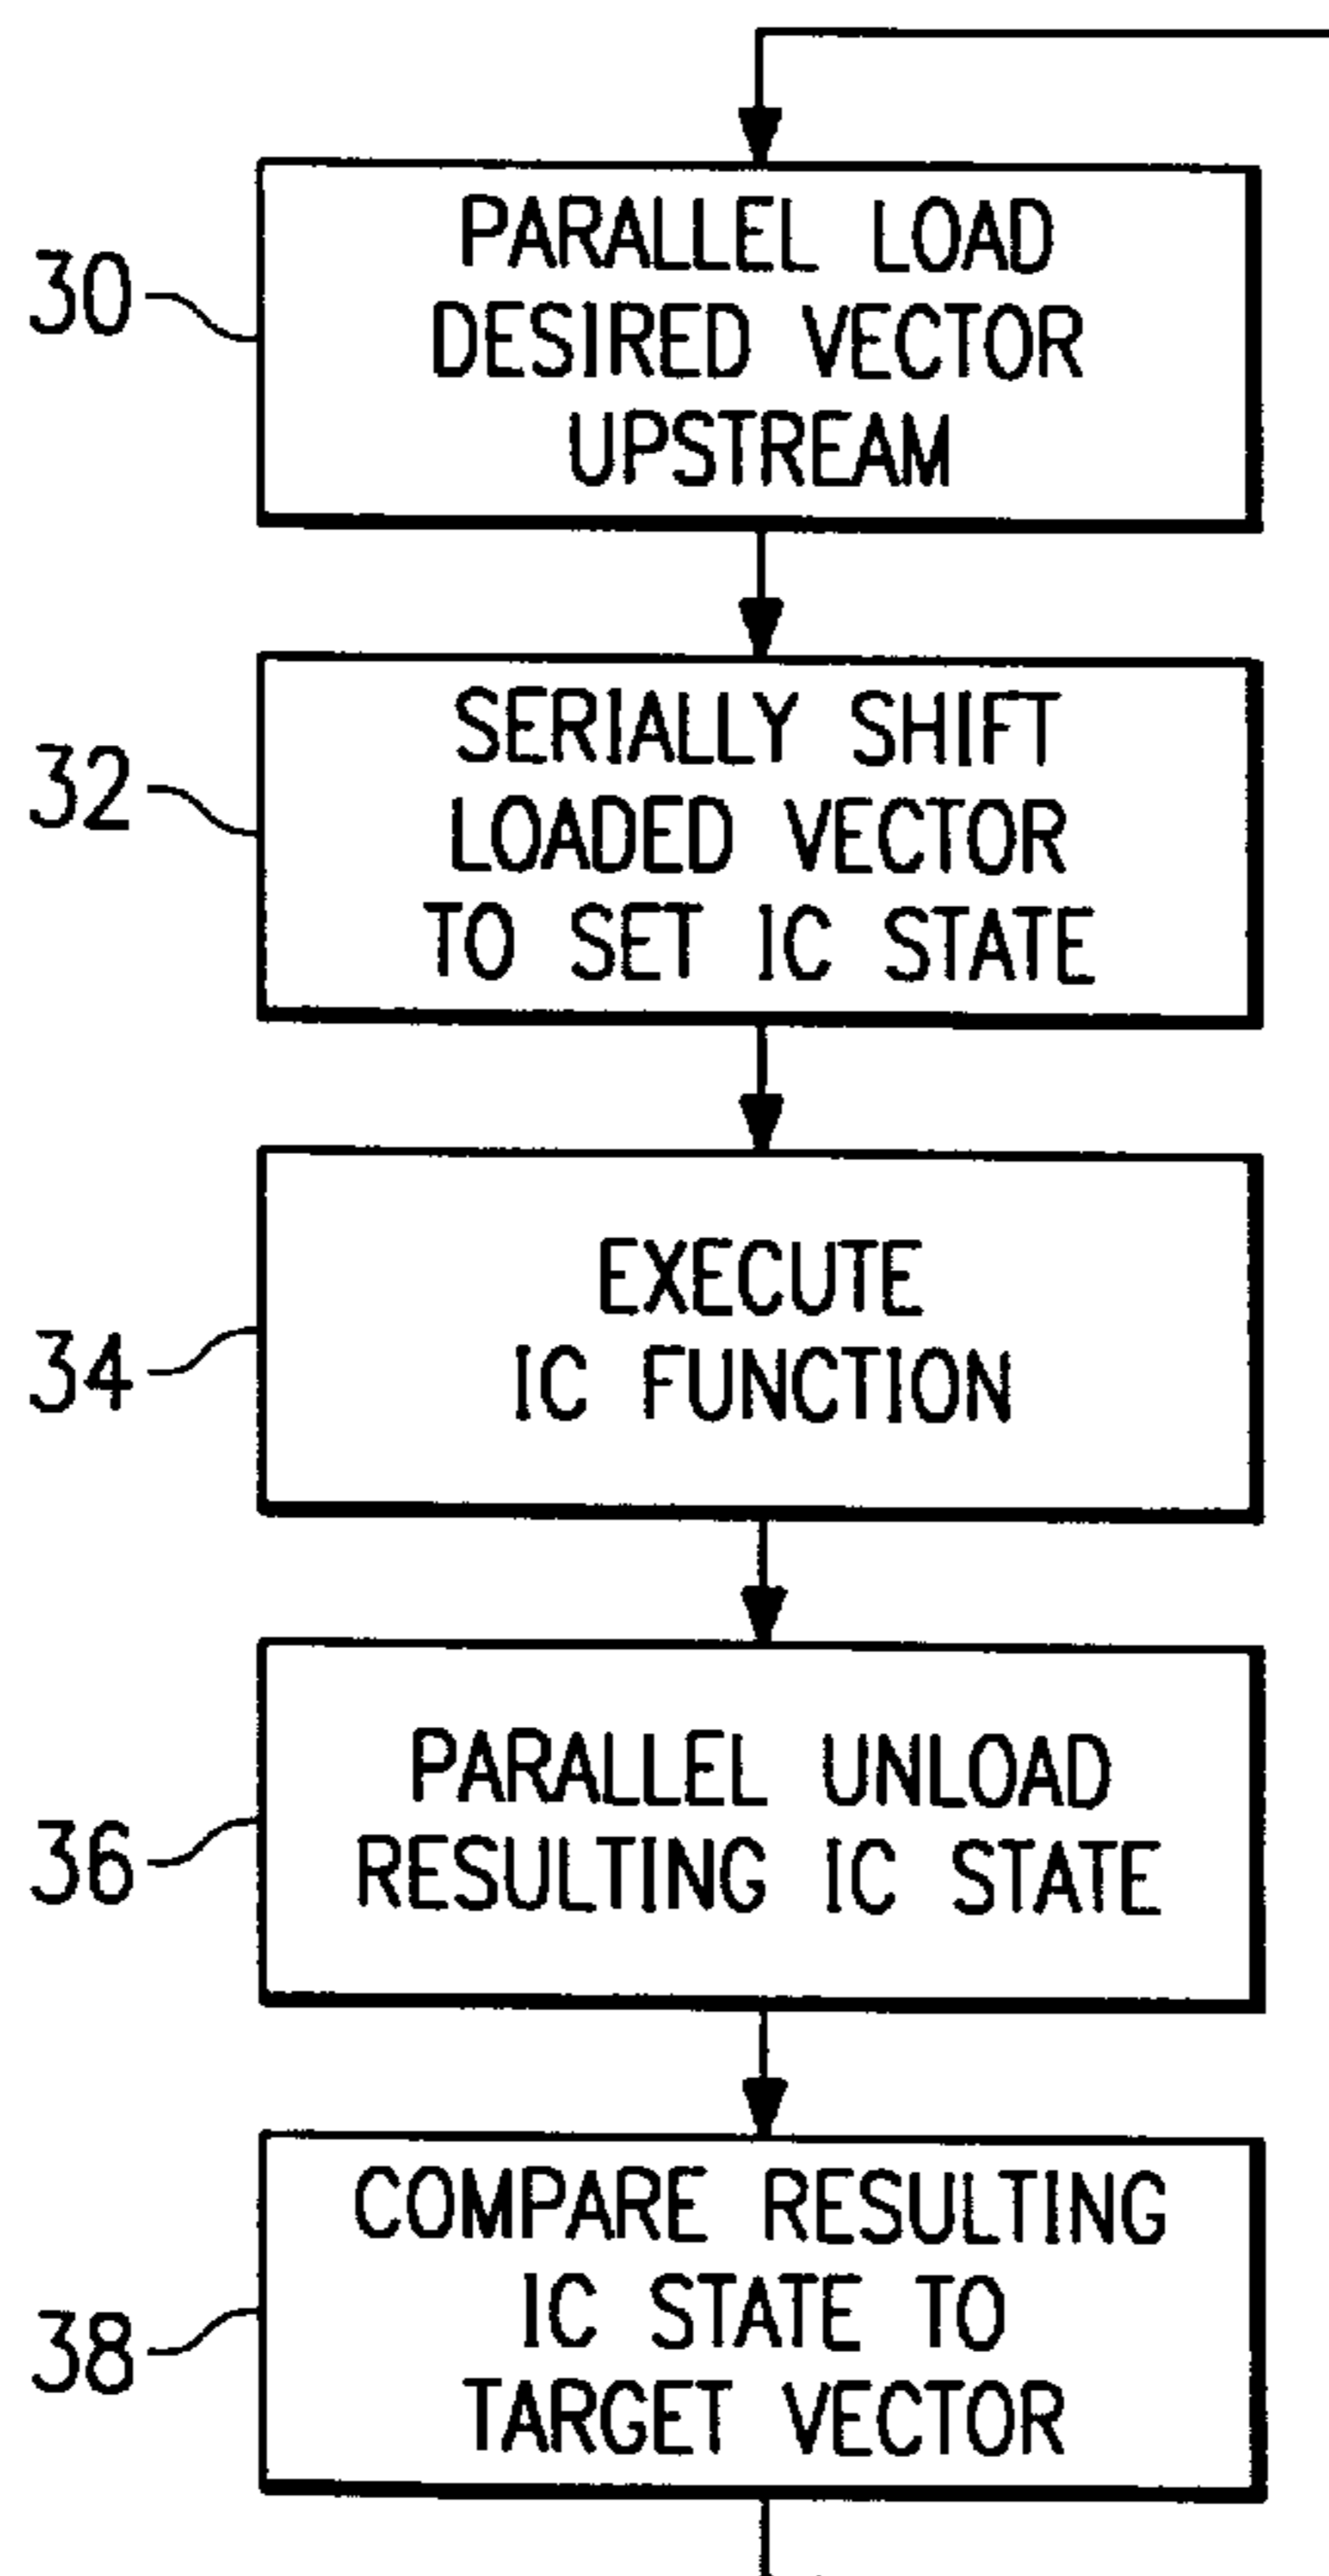 30
PARALLEL LOAD
DESIRED VECTOR
UPSTREAM
32
SERIALLY SHIFT
LOADED VECTOR
TO SET IC STATE
34
EXECUTE
IC FUNCTION
36
PARALLEL UNLOAD
RESULTING IC STATE
38
COMPARE RESULTING
IC STATE TO
TARGET VECTOR